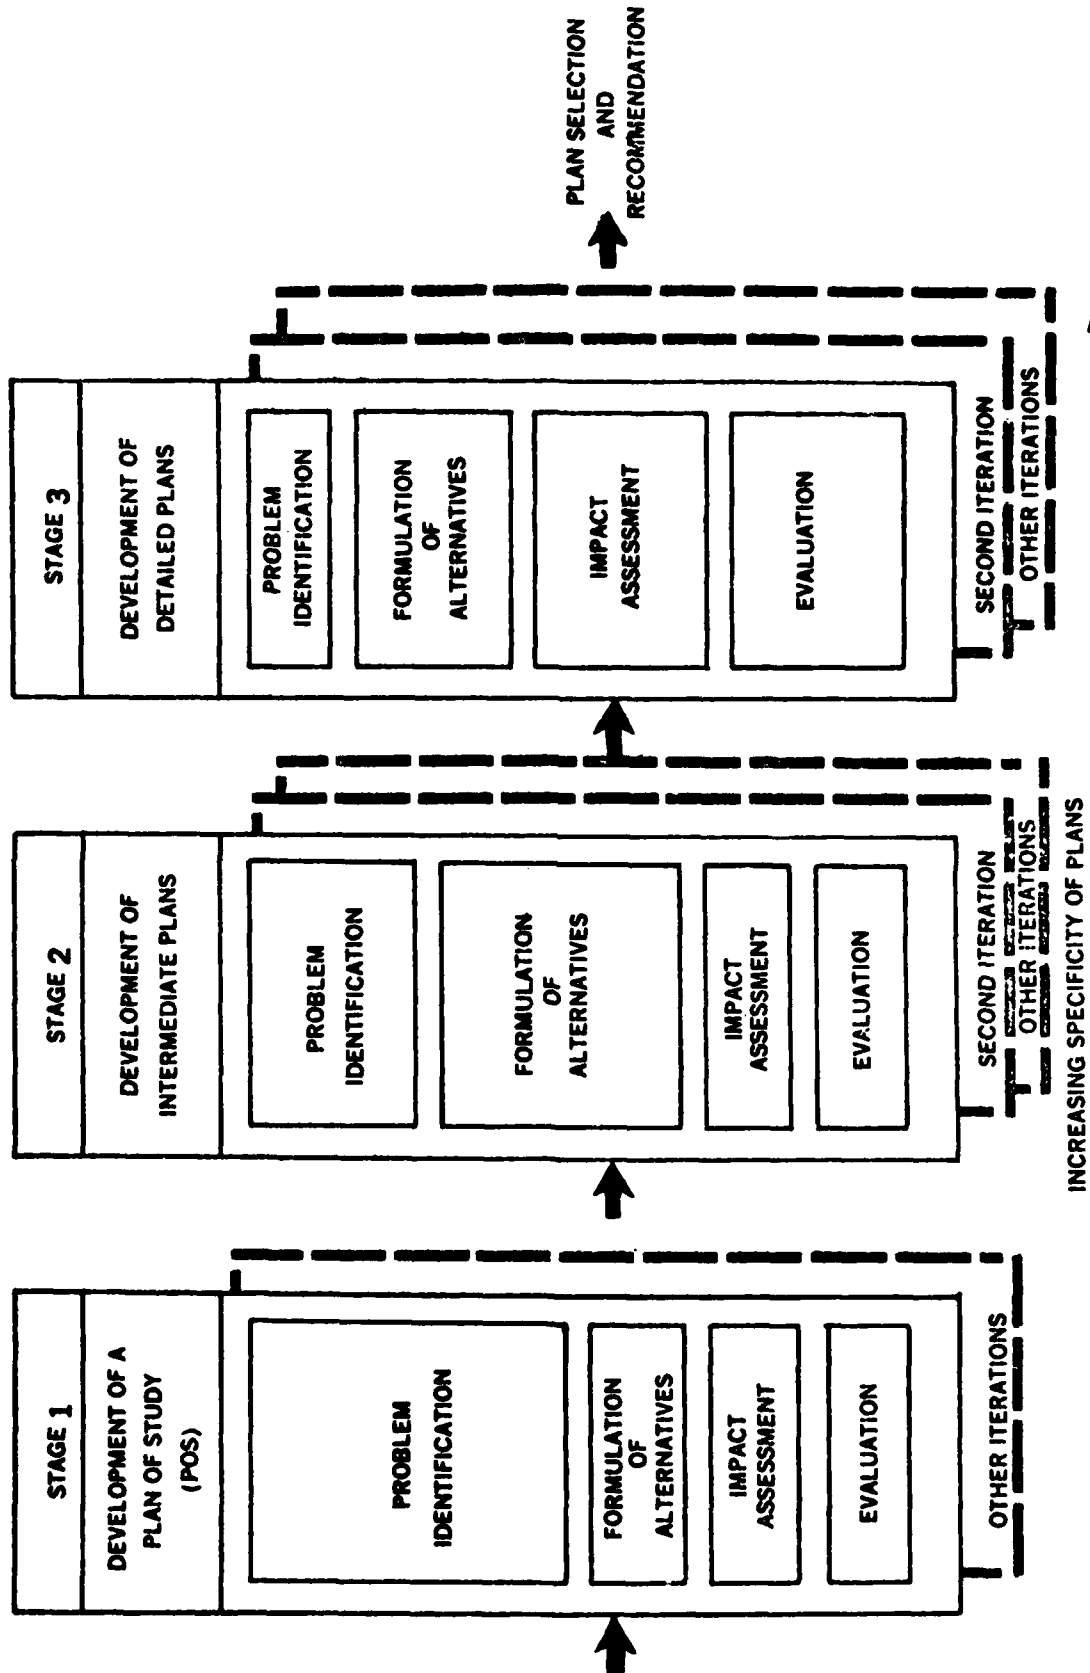 STAGE 1
DEVELOPMENT OF A
PLAN OF STUDY
(POS)
PROBLEM
IDENTIFICATION
FORMULATION
OF
ALTERNATIVES
IMPACT
ASSESSMENT
EVALUATION
OTHER ITERATIONS
STAGE 2
DEVELOPMENT OF
INTERMEDIATE PLANS
PROBLEM
IDENTIFICATION
FORMULATION
OF
ALTERNATIVES
IMPACT
ASSESSMENT
EVALUATION
SECOND ITERATION
OTHER ITERATIONS
STAGE 3
DEVELOPMENT OF
DETAILED PLANS
PROBLEM
IDENTIFICATION
FORMULATION
OF
ALTERNATIVES
IMPACT
ASSESSMENT
EVALUATION
SECOND ITERATION
OTHER ITERATIONS
PLAN SELECTION
AND
RECOMMENDATION
INCREASING SPECIFICITY OF PLANS